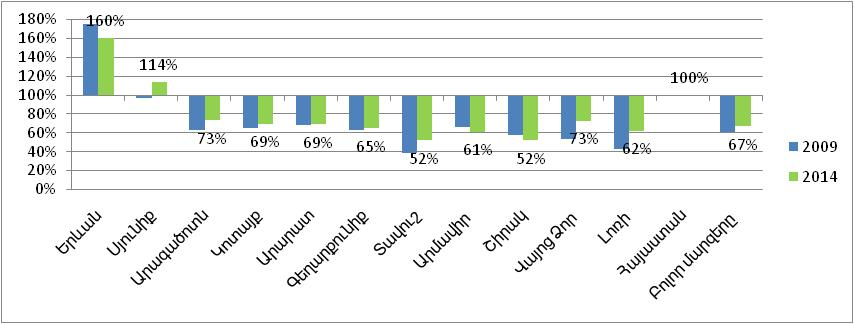 180%
160%
140%
120%
100%
80%
60%
40%
20%
0%
160%
114%
73%
69%
69%
65%
52%
61%
52%
73%
62%
100%
67%
Երևան
Սյունիք
Արագածոտն
Կոտայք
Արարատ
Գեղարքունիք
Տավուշ
Արմավիր
Շիրակ
Վայոց Ձոր
Լոռի
Հայաստան
Բոլոր մարզերը
2009
2014